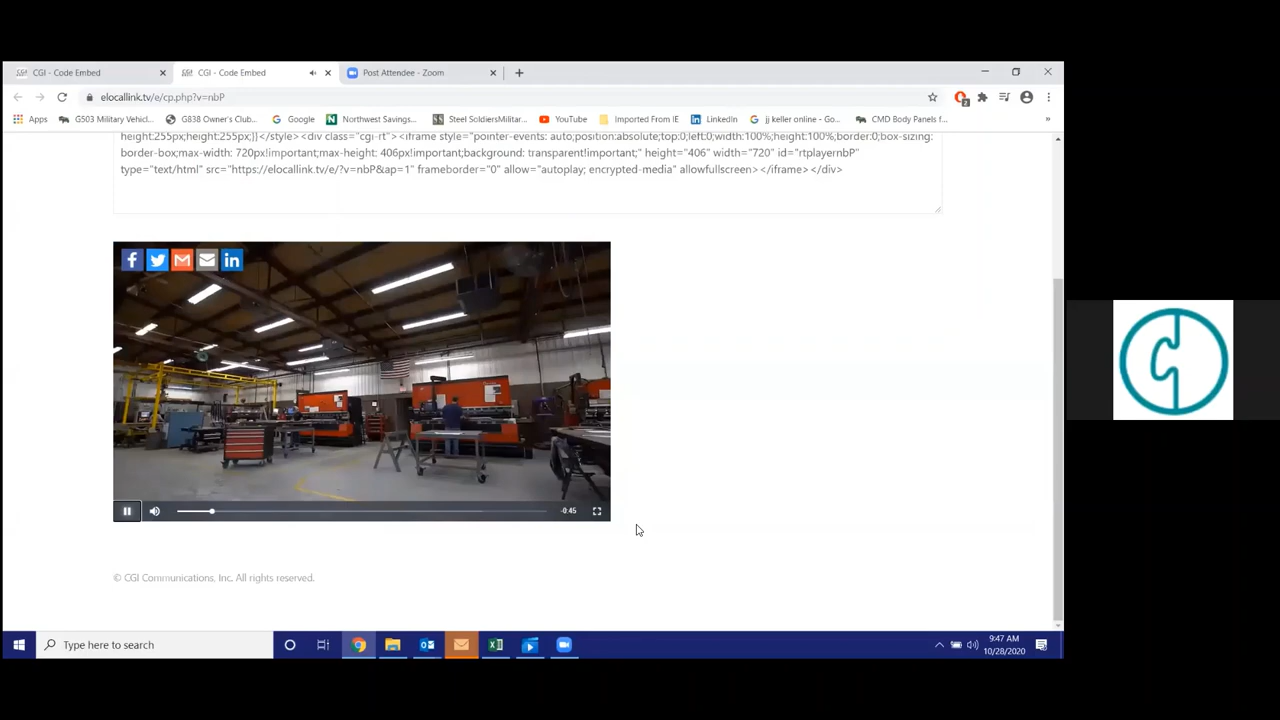 CGI - Code Embed
CGI - Code Embed
Post Attendee - Zoom
elocallink.tv/e/cp.php?v=nbP
Apps
G503 Military Vehicl...
G838 Owner's Club...
Google
Northwest Savings...
Steel SoldiersMilitar...
YouTube
Imported From IE
LinkedIn
jj keller online - Go...
CMD Body Panels f...
»
height:255px;height:255px;}}</style><div class="cgi-rt"><iframe style="pointer-events: auto;position:absolute;top:0;left:0;width:100%;height:100%;border:0;box-sizing:
border-box;max-width: 720px!important;max-height: 406px!important;background: transparent!important;" height="406" width="720" id="rtplayernbP"
type="text/html" src="https://elocallink.tv/e/?v=nbP&ap=1" frameborder="0" allow="autoplay; encrypted-media" allowfullscreen></iframe></div>
-0:45
© CGI Communications, Inc. All rights reserved.
Type here to search
9:47 AM
10/28/2020